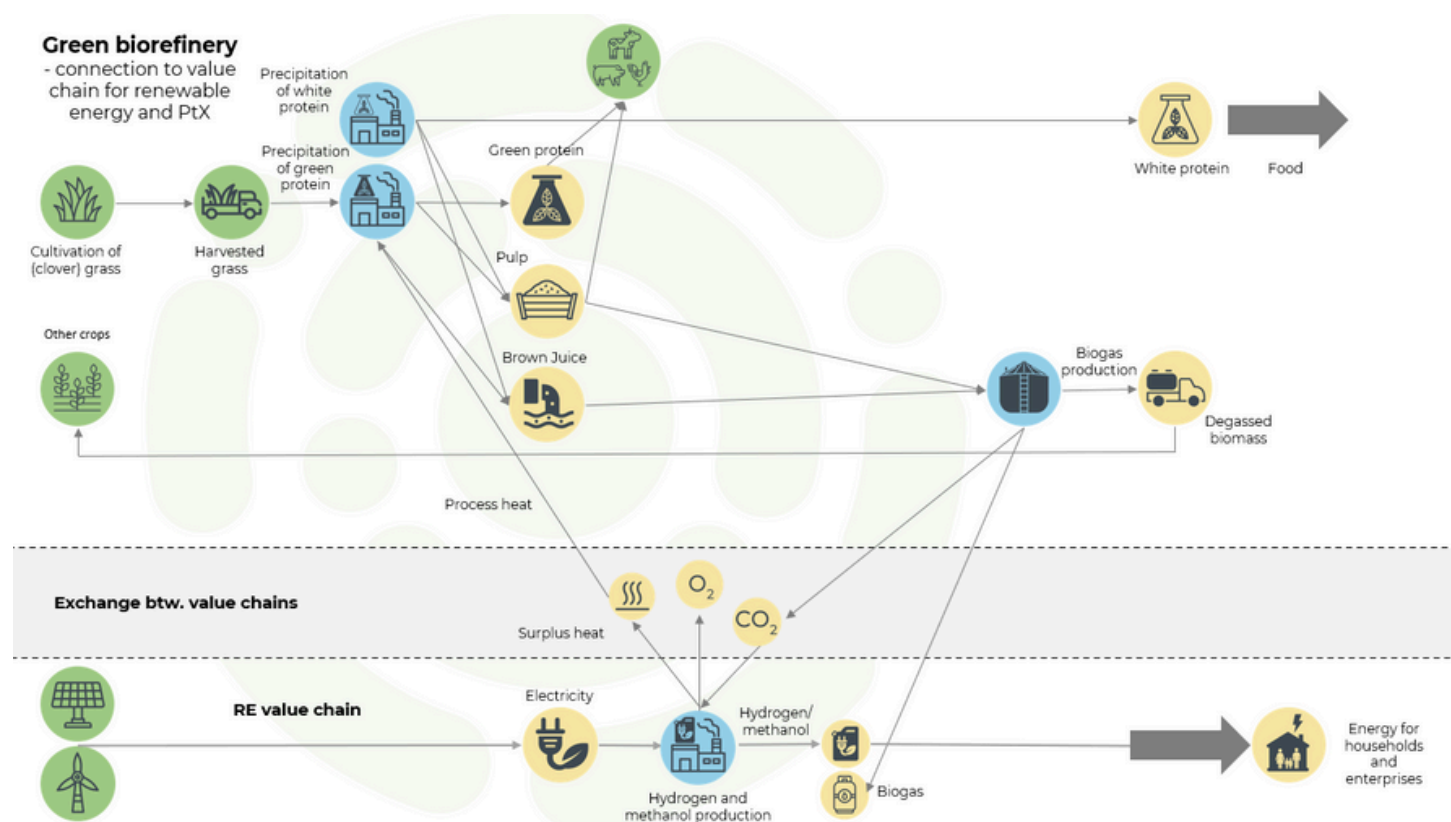 Green biorefinery
- connection to value
chain for renewable
energy and PtX
Precipitation
of white
protein
White protein
Food
Precipitation
of green
protein
Green protein
Cultivation of
(clover) grass
Harvested
grass
Pulp
Other crops
Brown Juice
Biogas
production
Degassed
biomass
Process heat
Exchange btw. value chains
O2
CO2
Surplus heat
RE value chain
Electricity
Hydrogen/
methanol
Hydrogen and
methanol production
Biogas
Energy for
households
and
enterprises